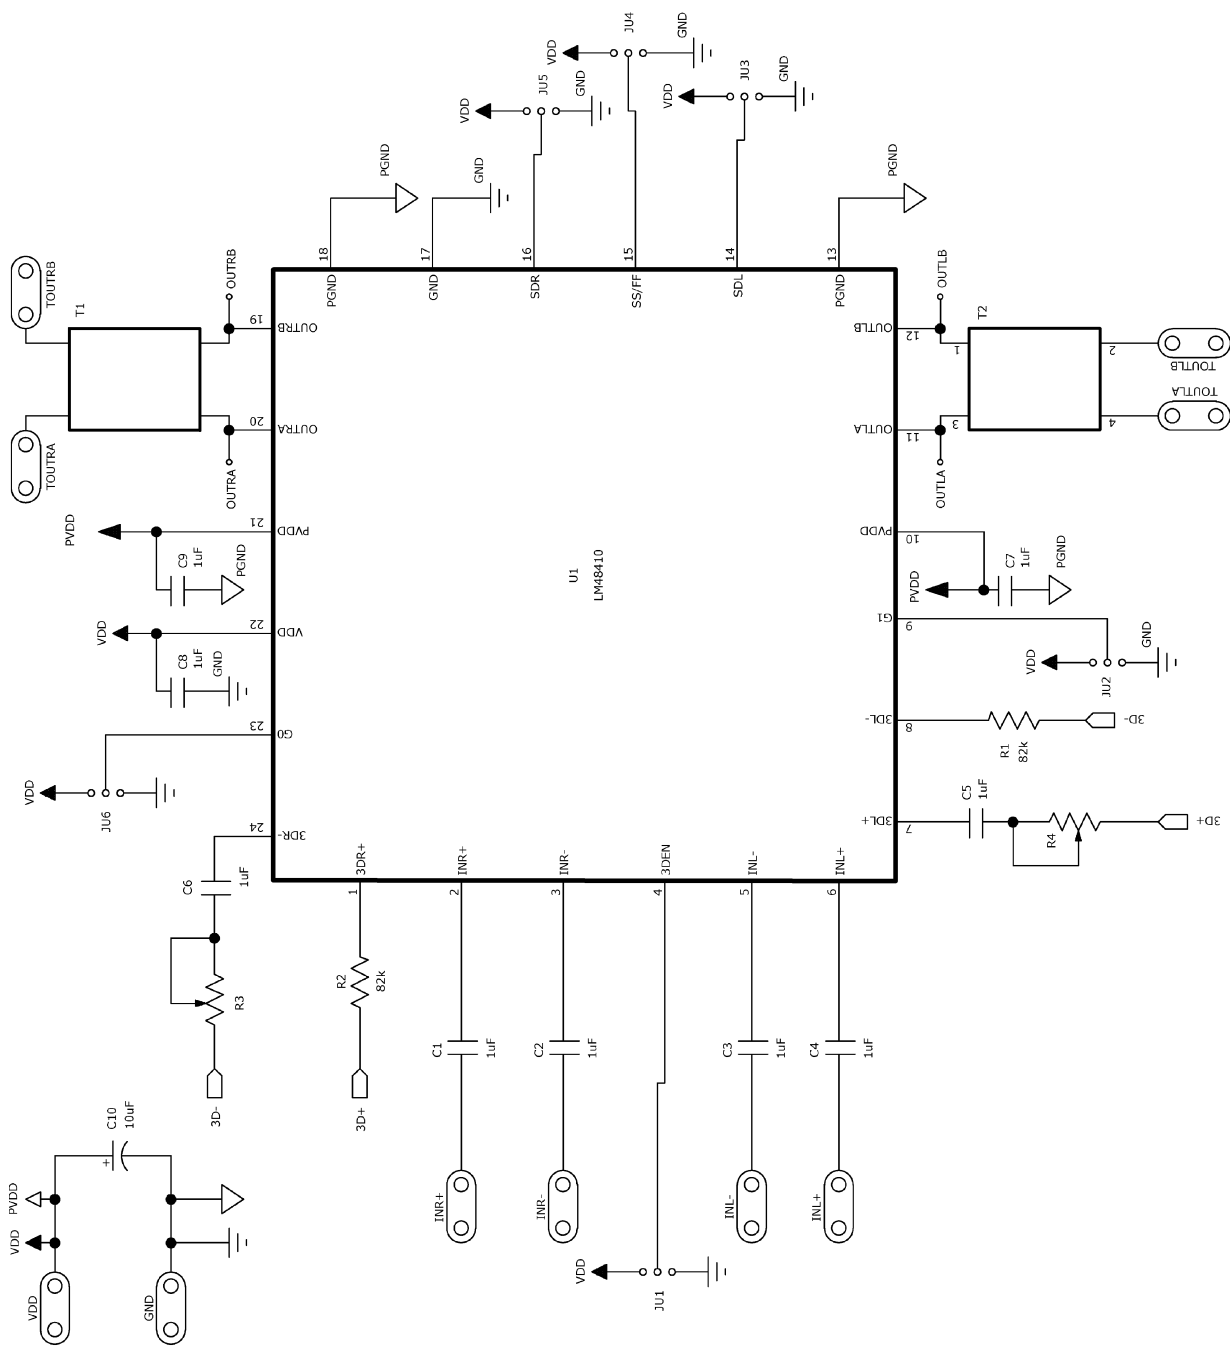 JU4
VDD
GND
JU5
VDD
GND
JU3
VDD
GND
PGND
GND
PGND
18
17
16
15
14
13
PGND
GND
SDR
SS/FF
SDL
PGND
TOUTRB
T1
OUTRB
19
OUTRB
TOUTRA
OUTRA
20
OUTRA
OUTLB
12
OUTLB
T2
1
2
TOUTLB
OUTLA
11
OUTLA
3
4
TOUTLA
PVDD
21
PVDD
C9
1uF
PGND
VDD
22
VDD
C8
1uF
GND
23
G0
VDD
JU6
24
3DR-
U1
LM48410
PVDD
10
PVDD
C7
1uF
PGND
G1
9
VDD
JU2
GND
3DL-
8
R1
82k
3D-
3DL+
7
C5
1uF
R4
3D+
C6
1uF
R3
3D-
3DR+
1
R2
82k
3D+
INR+
2
C1
1uF
INR+
INR-
3
C2
1uF
INR-
3DEN
4
VDD
JU1
INL-
5
C3
1uF
INL-
INL+
6
C4
1uF
INL+
C10
10uF
+
PVDD
VDD
VDD
GND